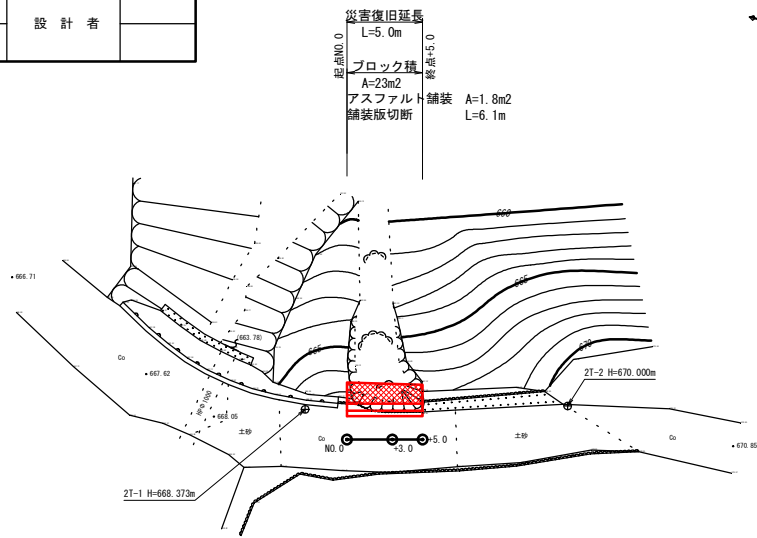 設計者
災害復旧延長
L=5.0m
起点NO.0
終点+5.0
ブロック積
A=23m2
アスファルト舗装 A=1.8m2
舗装版切断 L=6.1m
660
665
670
666.71
(663.78)
665
Co
667.62
HPΦ1000
668.05
2T-2 H=670.000m
土砂
Co
NO.0
+3.0
+5.0
土砂
Co
670.85
2T-1 H=668.373m